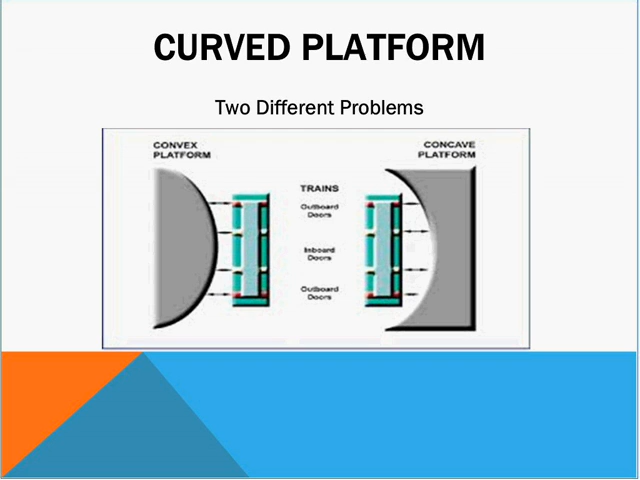 CURVED PLATFORM
Two Different Problems
CONVEX
PLATFORM
CONCAVE
PLATFORM
TRAINS
Outboard
Doors
Inboard
Doors
Outboard
Doors